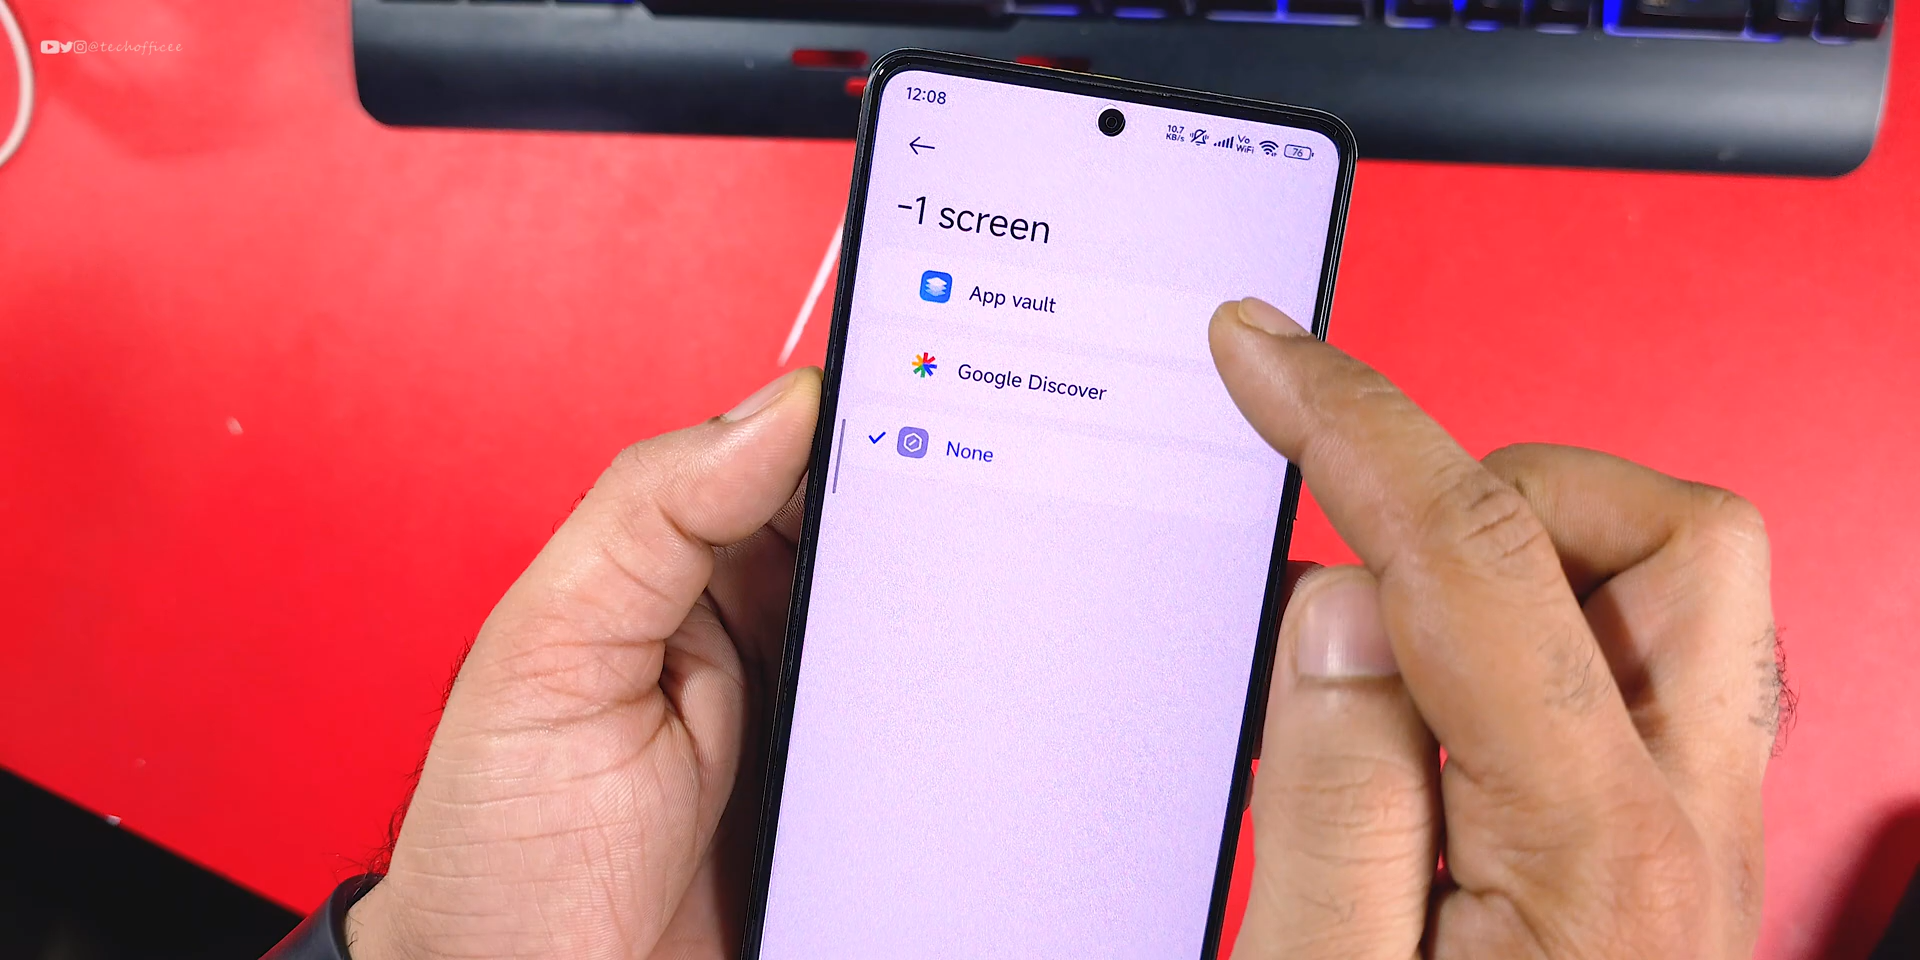 @techofficee
12:08
10.7
KB/s
Vo
WiFi
76
-1 screen
App vault
Google Discover
None